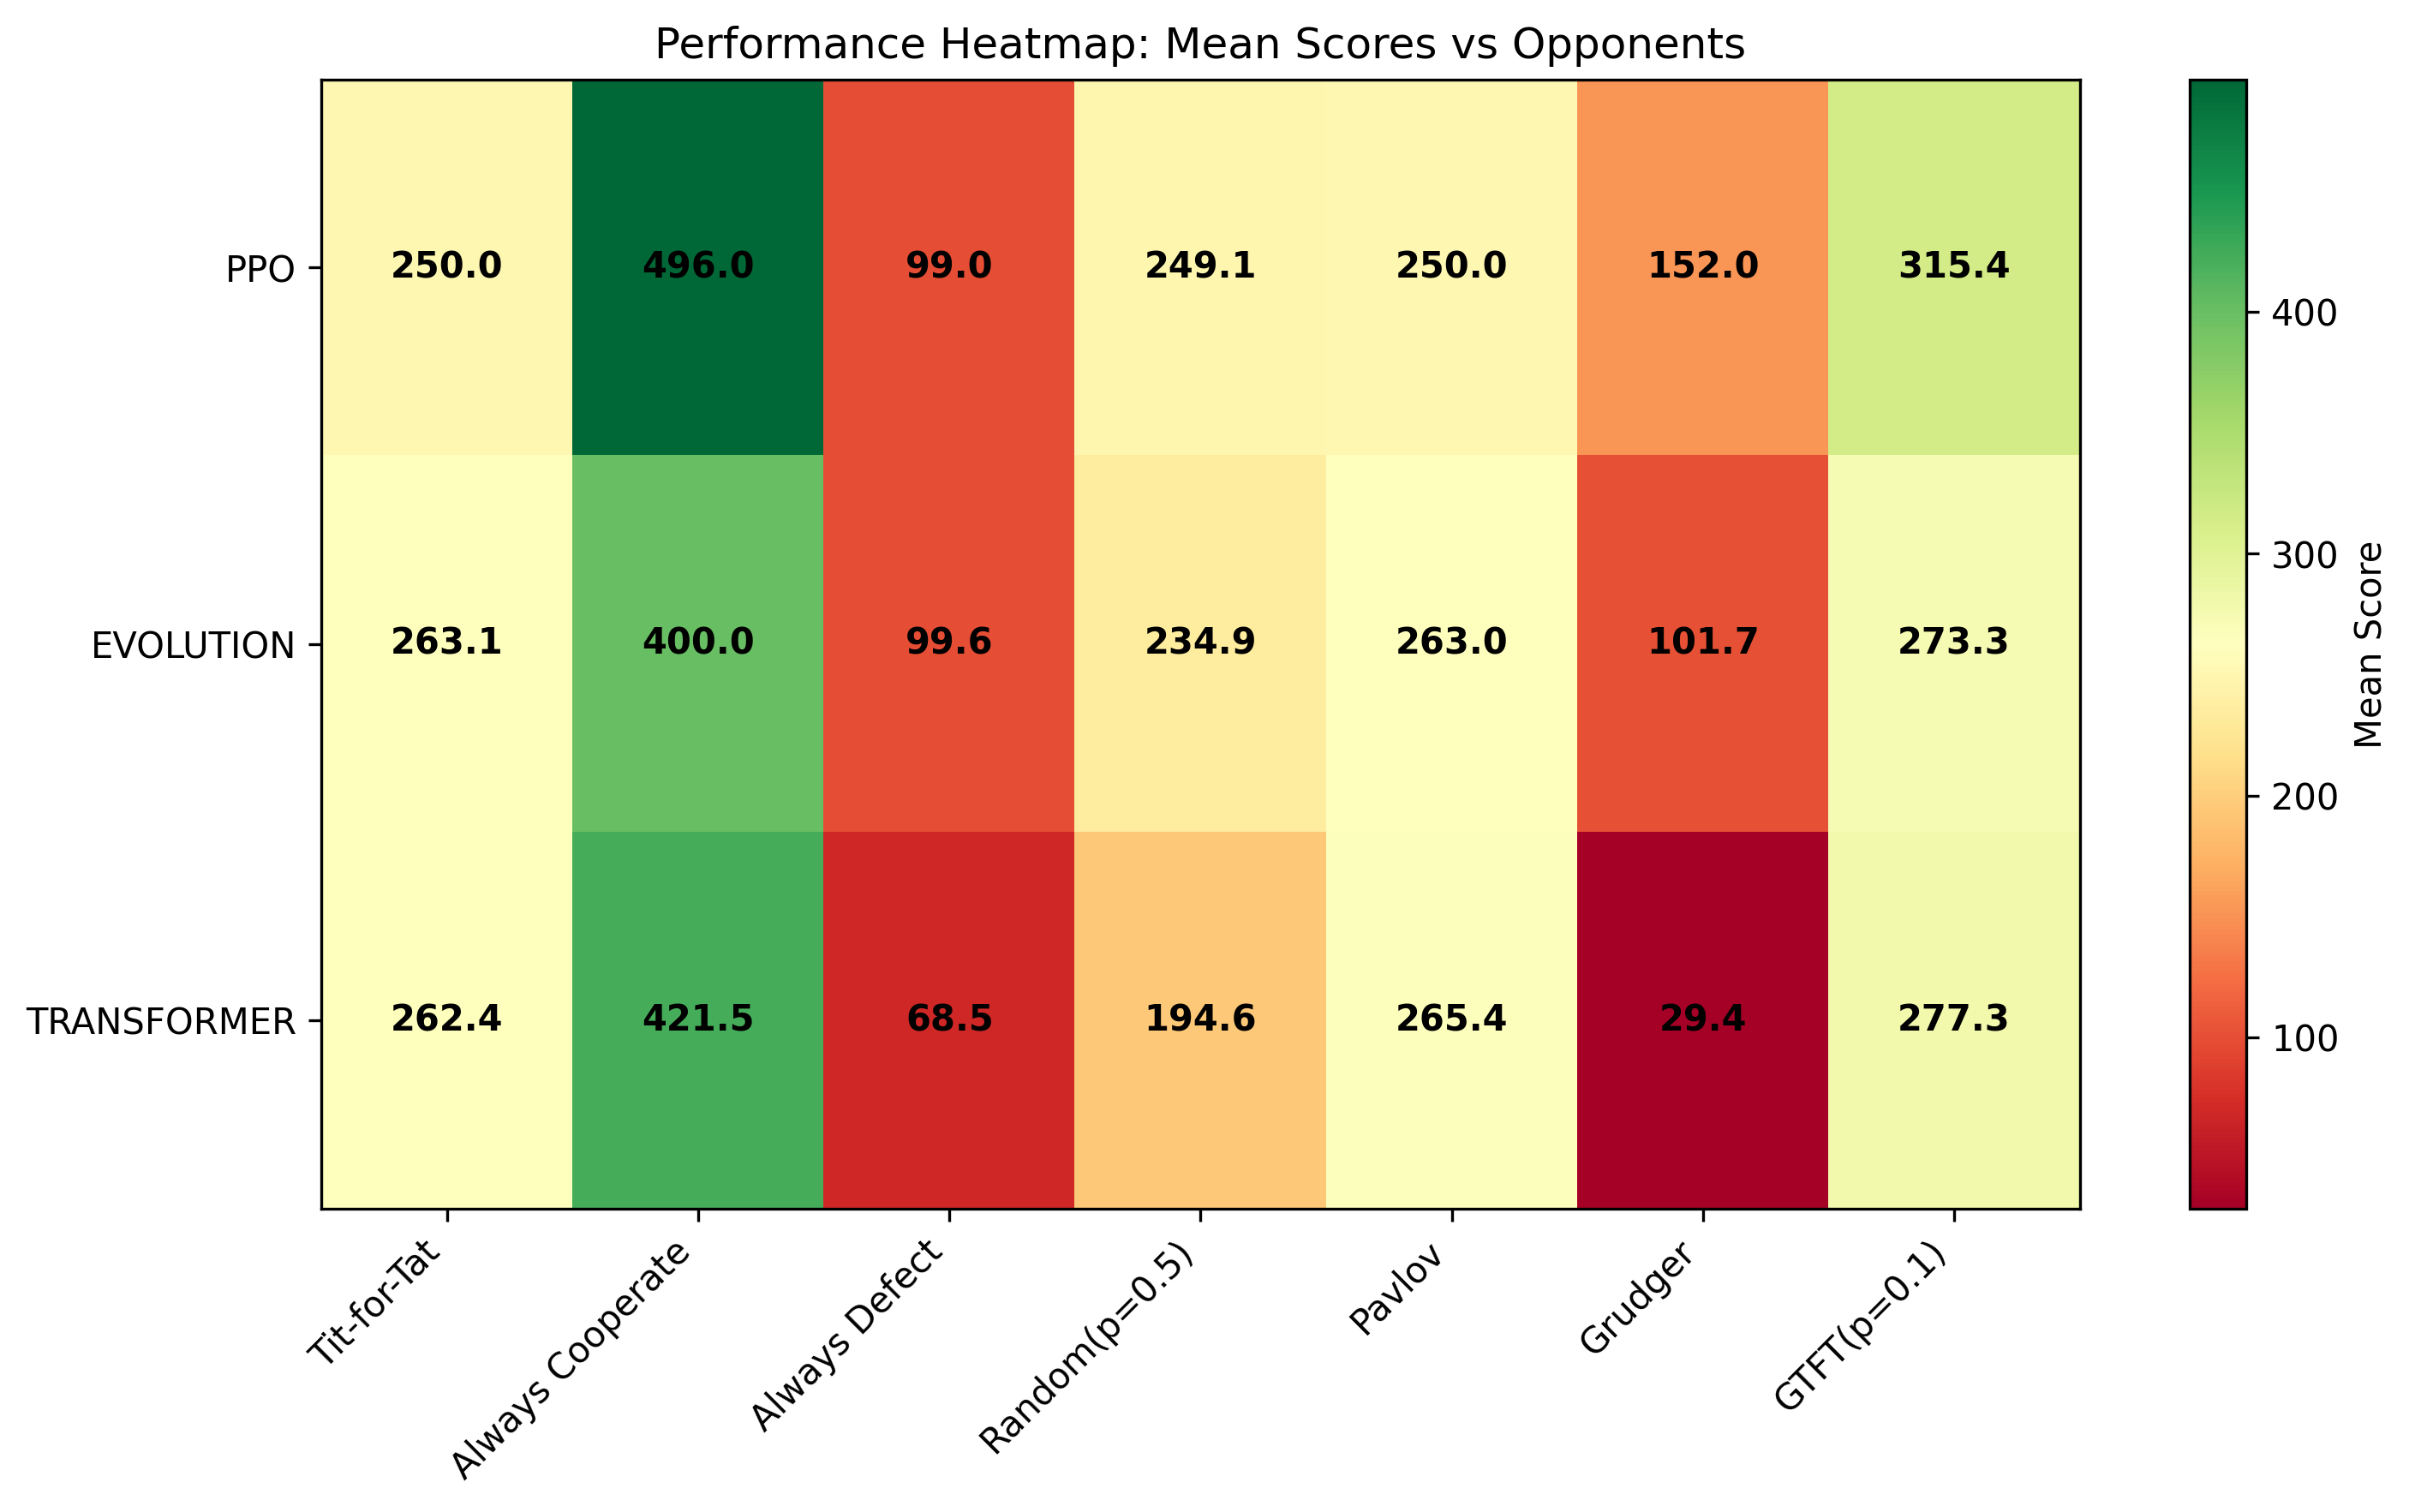 Performance Heatmap: Mean Scores vs Opponents
PPO 250.0 496.0 99.0 249.1 250.0 152.0 315.4
EVOLUTION 263.1 400.0 99.6 234.9 263.0 101.7 273.3
TRANSFORMER 262.4 421.5 68.5 194.6 265.4 29.4 277.3
Tit-for-Tat
Always Cooperate
Always Defect
Random(p=0.5)
Pavlov
Grudger
GTFT(p=0.1)
400
300
200
100
Mean Score